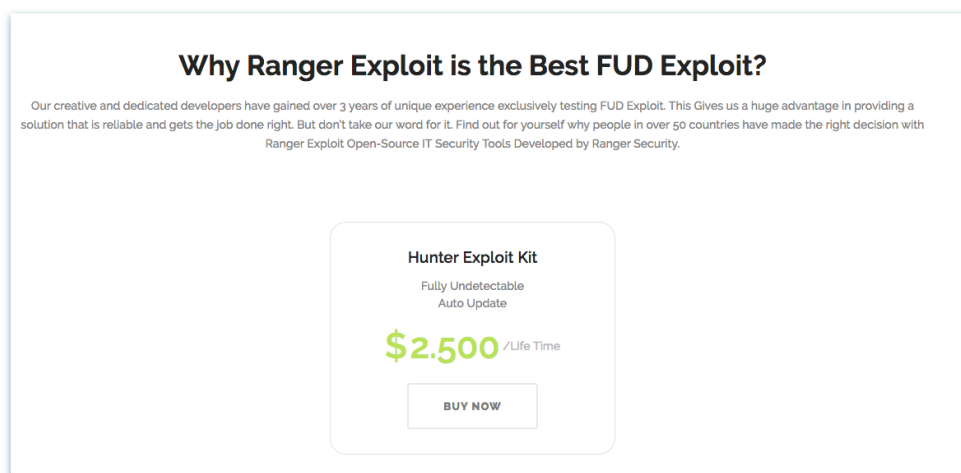 Why Ranger Exploit is the Best FUD Exploit?
Our creative and dedicated developers have gained over 3 years of unique experience exclusively testing FUD Exploit. This Gives us a huge advantage in providing a
solution that is reliable and gets the job done right. But don't take our word for it. Find out for yourself why people in over 50 countries have made the right decision with
Ranger Exploit Open-Source IT Security Tools Developed by Ranger Security.
Hunter Exploit Kit
Fully Undetectable
Auto Update
$2.500 /Life Time
BUY NOW